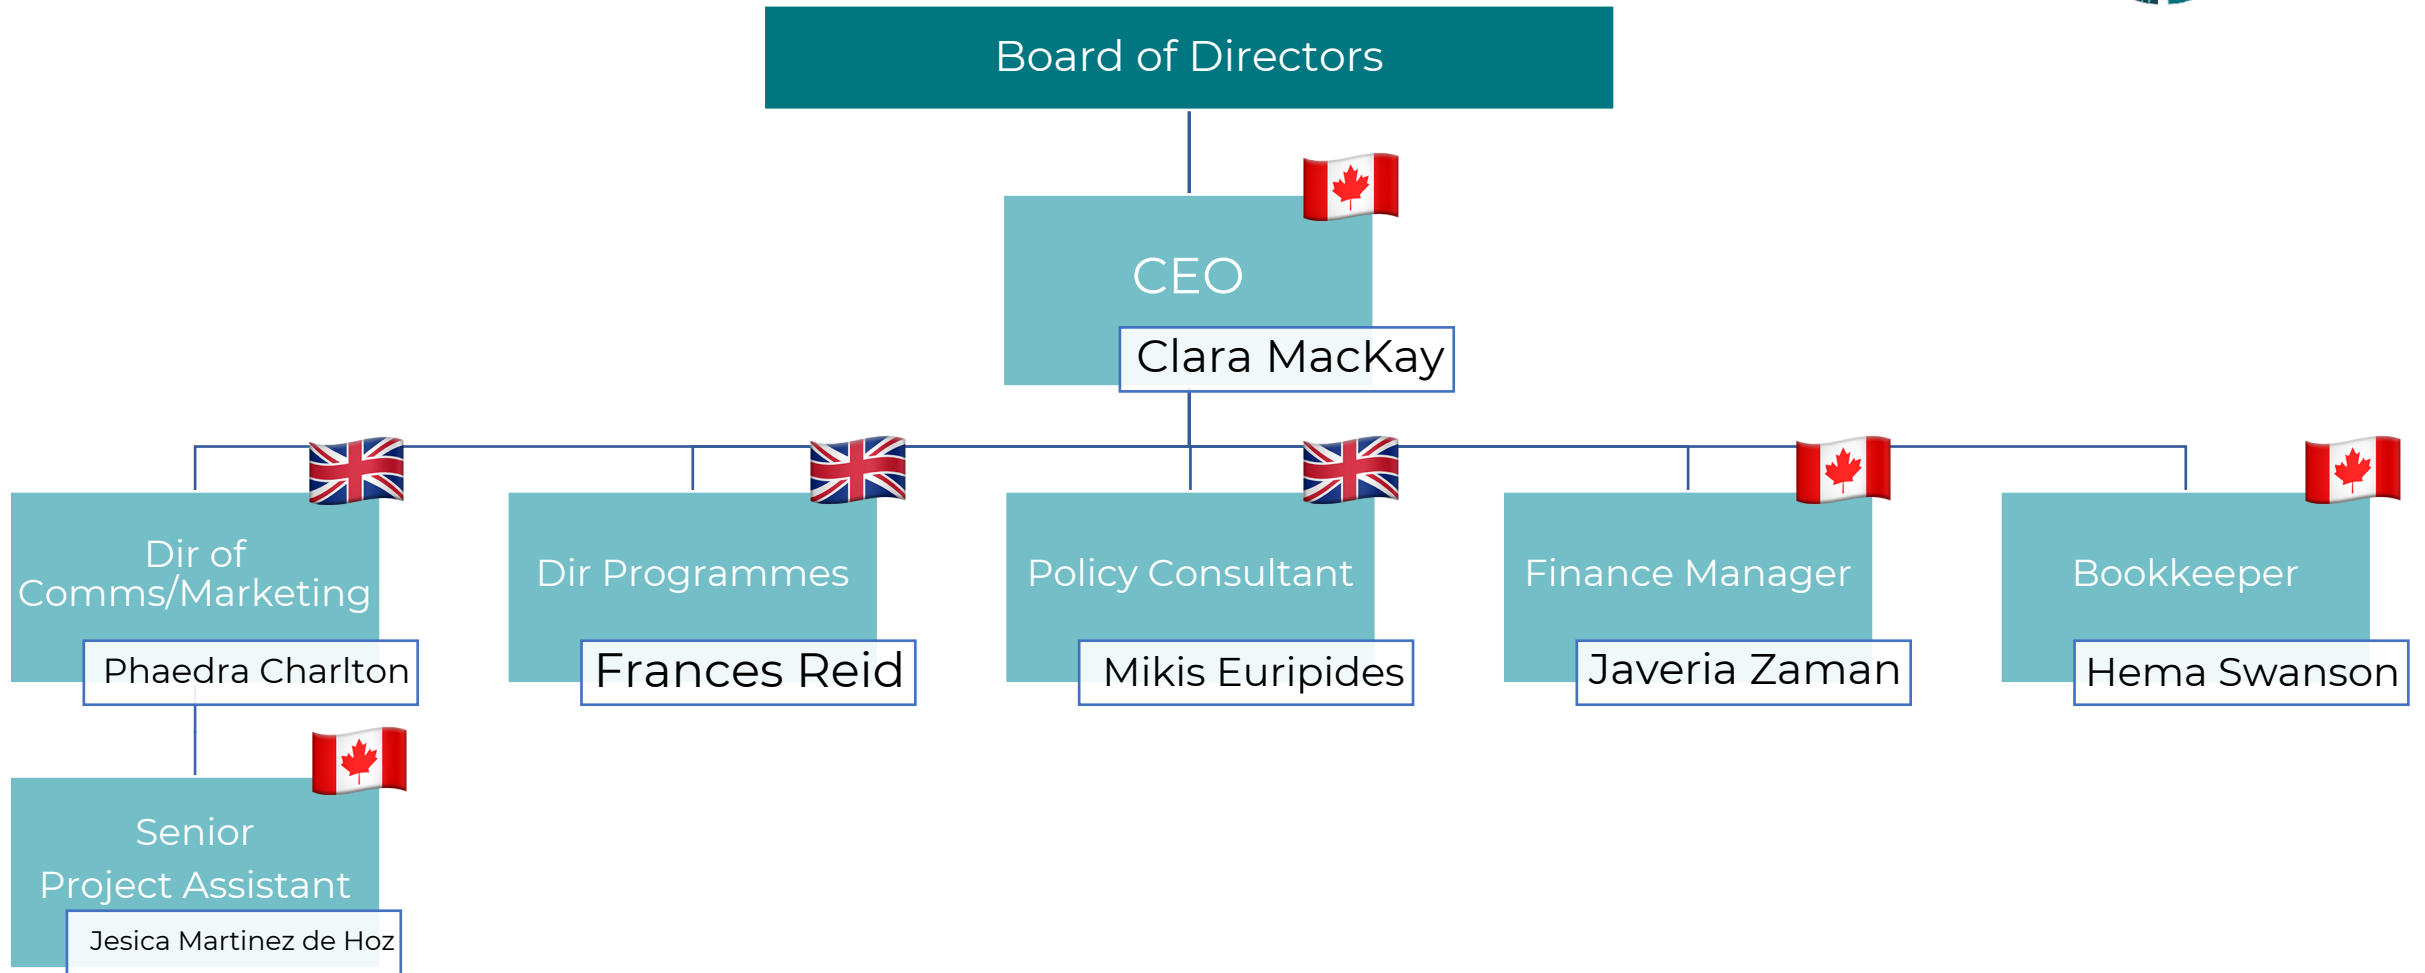 Board of Directors
CEO
Clara MacKay
Dir of
Comms/Marketing
Phaedra Charlton
Dir Programmes
Frances Reid
Policy Consultant
Mikis Euripides
Finance Manager
Javeria Zaman
Bookkeeper
Hema Swanson
Senior
Project Assistant
Jesica Martinez de Hoz